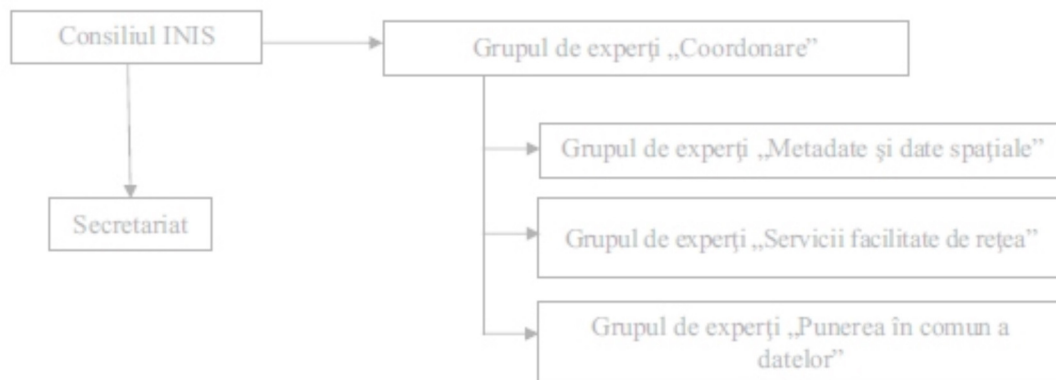 Consiliul INIS
Grupul de experţi „Coordonare”
Grupul de experţi „Metadate şi date spaţiale”
Secretariat
Grupul de experţi „Servicii facilitate de reţea”
Grupul de experţi „Punerea în comun a
datelor”